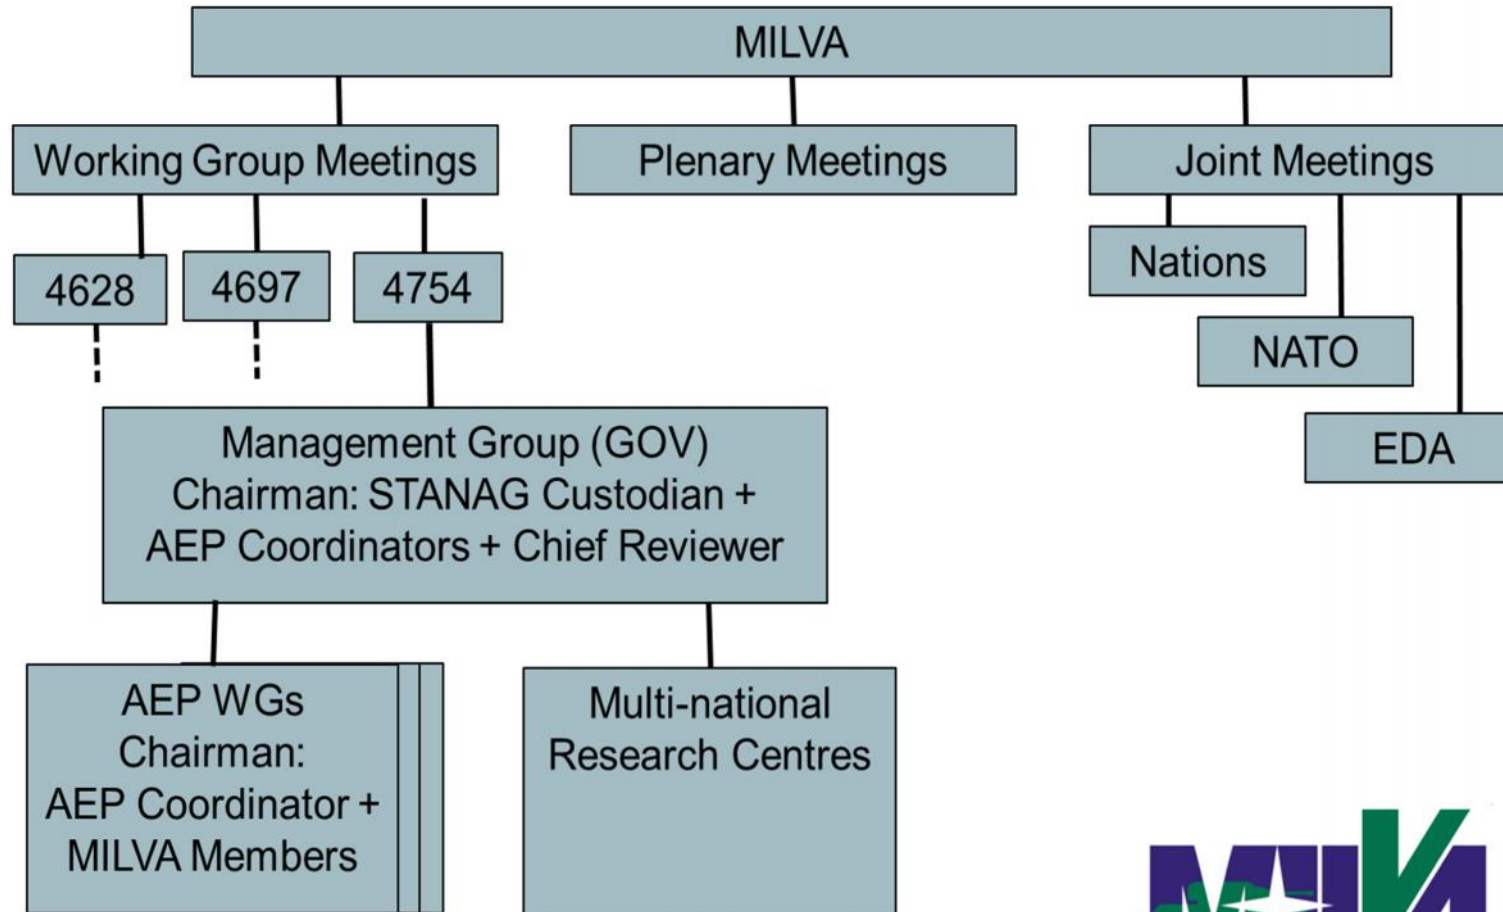 MILVA
Working Group Meetings
Plenary Meetings
Joint Meetings
4628
4697
4754
Nations
NATO
EDA
Management Group (GOV)
Chairman: STANAG Custodian +
AEP Coordinators + Chief Reviewer
AEP WGs
Chairman:
AEP Coordinator +
MILVA Members
Multi-national
Research Centres
MILVA